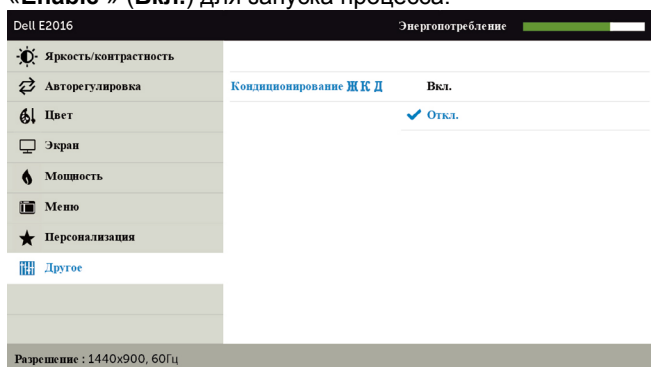 «Enable » (Вкл.) для запуска процесса.
Dell E2016 Энергопотребление
Яркость/контрастность
Авторегулировка Кондиционирование ЖКД Вкл.
Цвет Откл.
Экран
Мощность
Меню
Персонализация
Другое
Разрешение : 1440x900, 60Гц